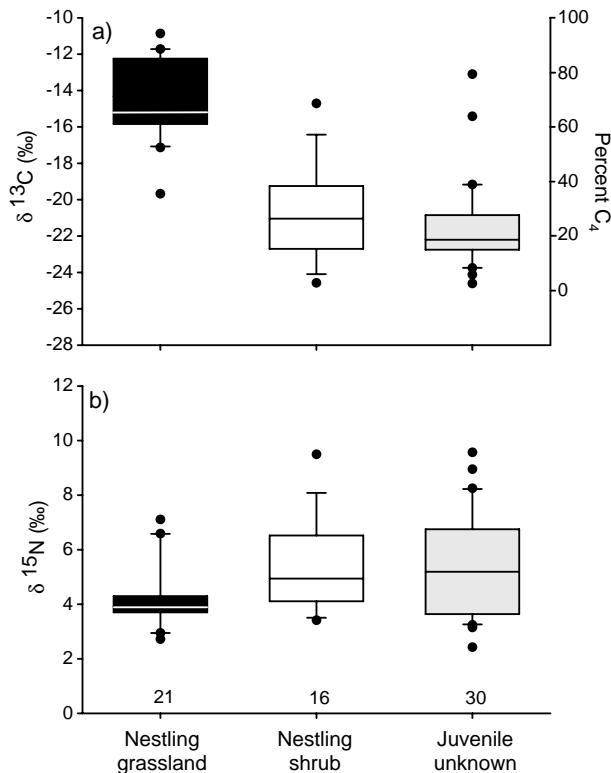 a)
-10
-12
-14
-16
-18
-20
-22
-24
-26
-28
δ 13C (‰)
100
80
60
40
20
0
Percent C4
b)
12
10
8
6
4
2
0
δ 15N (‰)
21 16 30
Nestling grassland
Nestling shrub
Juvenile unknown